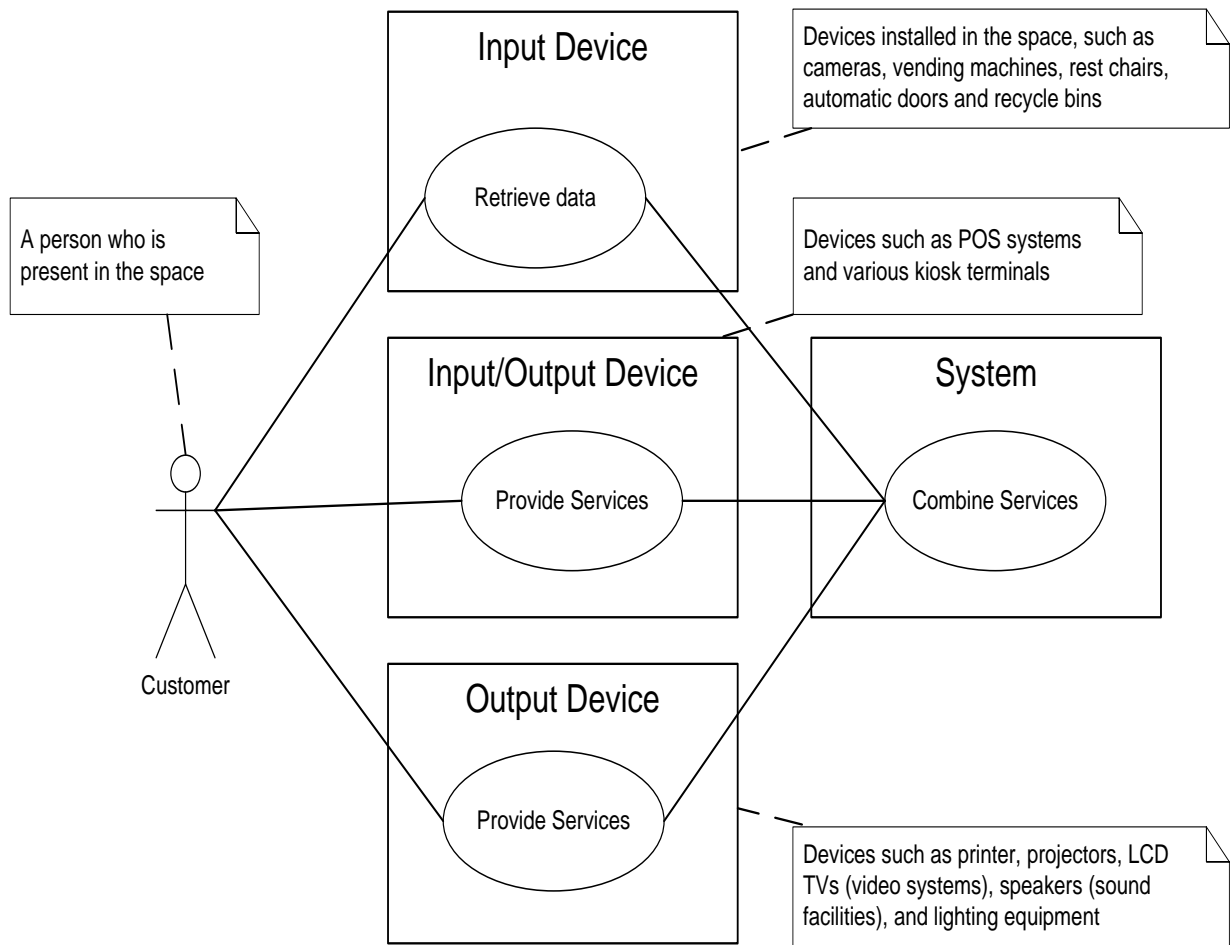 Input Device
Devices installed in the space, such as
cameras, vending machines, rest chairs,
automatic doors and recycle bins
Retrieve data
A person who is
present in the space
Devices such as POS systems
and various kiosk terminals
Input/Output Device
System
Provide Services
Combine Services
Customer
Output Device
Provide Services
Devices such as printer, projectors, LCD
TVs (video systems), speakers (sound
facilities), and lighting equipment